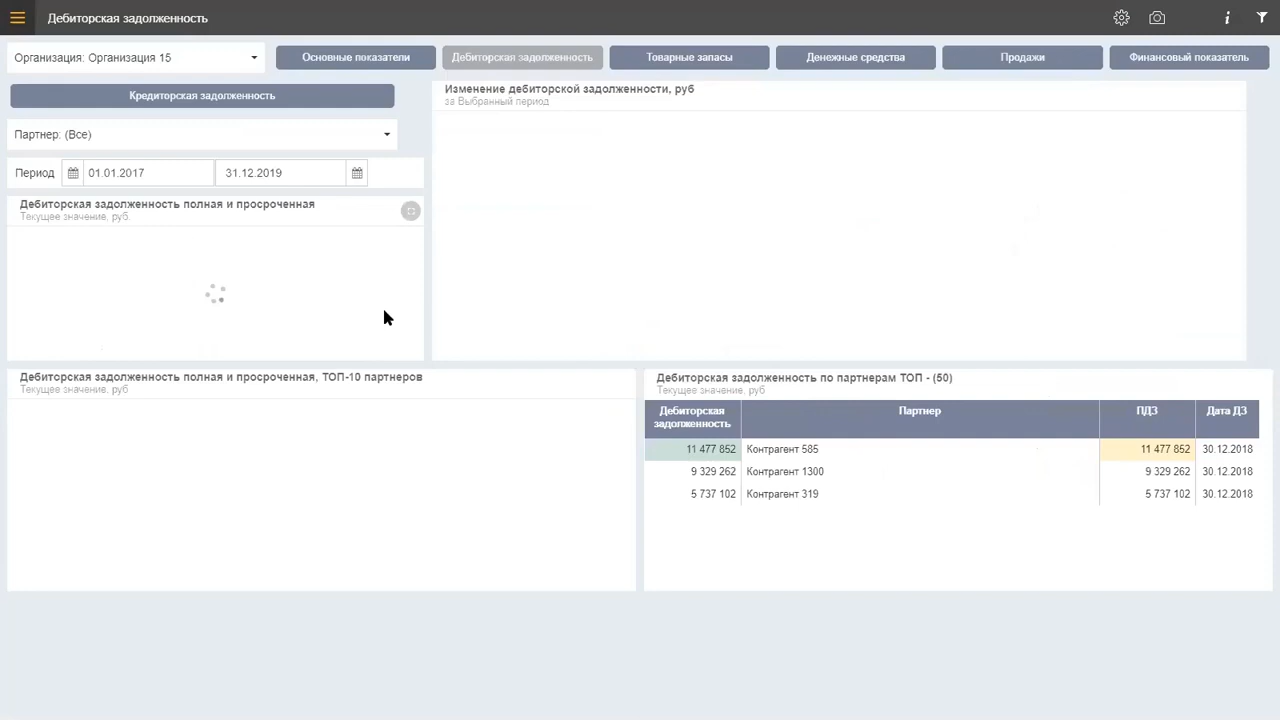 Дебиторская задолженность
Организация: Организация 15
Основные показатели
Дебиторская задолженность
Товарные запасы
Денежные средства
Продажи
Финансовый показатель
Кредиторская задолженность
Партнер: (Все)
Период 01.01.2017 31.12.2019
Дебиторская задолженность полная и просроченная
Текущее значение, руб.
Изменение дебиторской задолженности, руб
за Выбранный период
Дебиторская задолженность полная и просроченная, ТОП-10 партнеров
Текущее значение, руб
Дебиторская задолженность по партнерам ТОП - (50)
Текущее значение, руб
Дебиторская задолженность Партнер ПДЗ Дата ДЗ
11 477 852 Контрагент 585 11 477 852 30.12.2018
9 329 262 Контрагент 1300 9 329 262 30.12.2018
5 737 102 Контрагент 319 5 737 102 30.12.2018